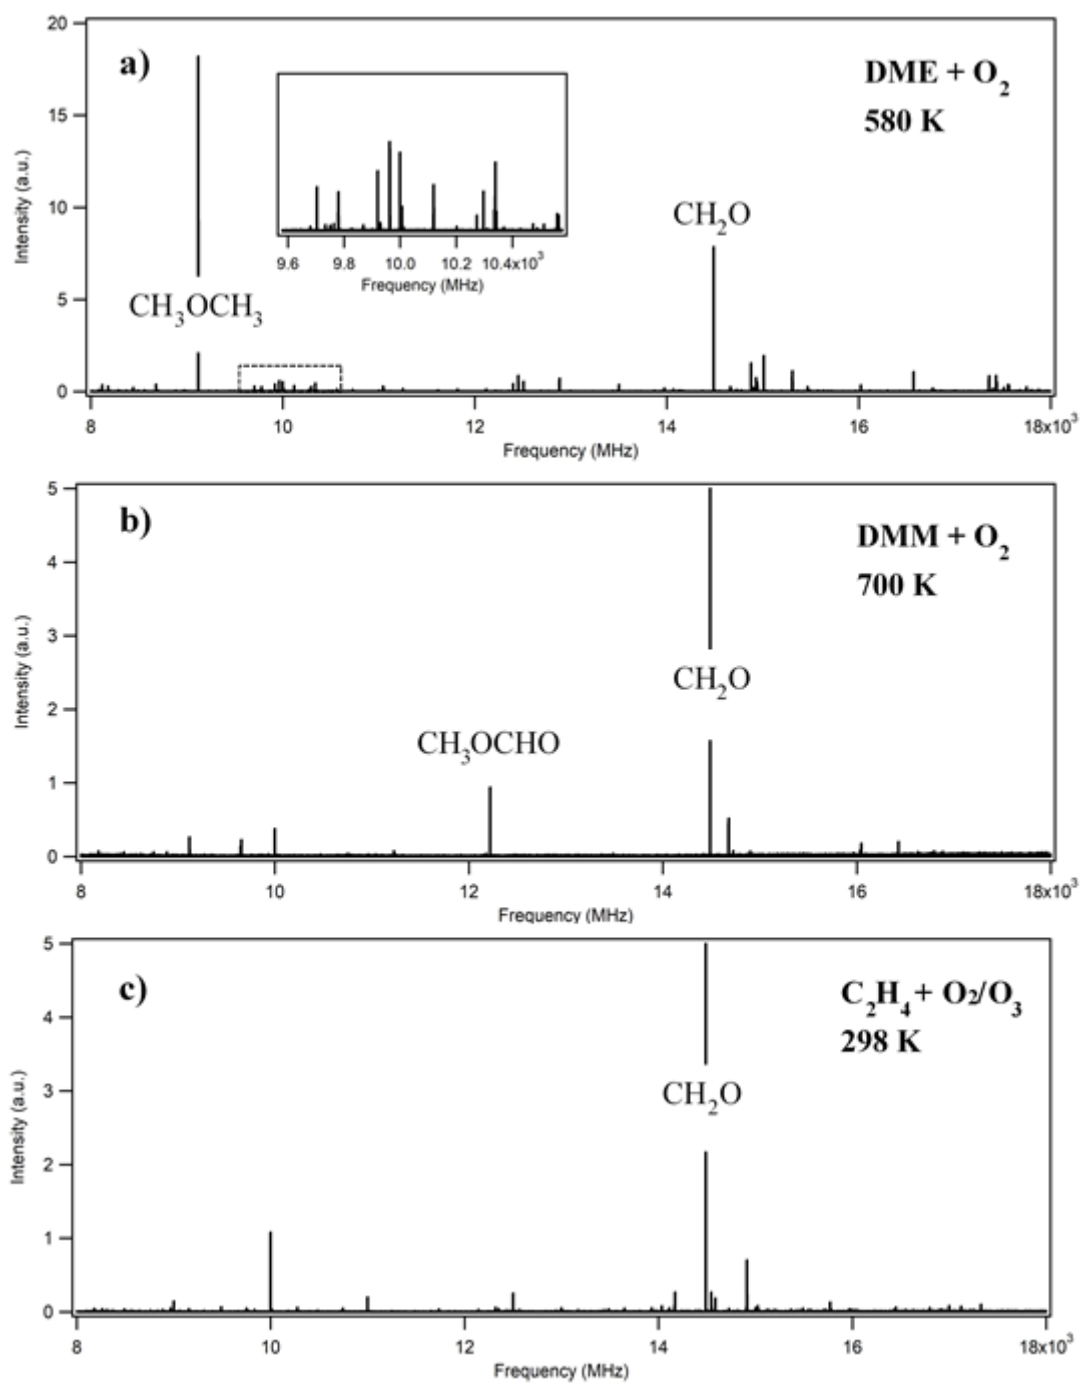 a)
DME + O2
580 K
20
15
10
5
0
Intensity (a.u.)
CH3OCH3
CH2O
9.6 9.8 10.0 10.2 10.4x10³
Frequency (MHz)
8 10 12 14 16 18x10³
Frequency (MHz)
b)
DMM + O2
700 K
5
4
3
2
1
0
Intensity (a.u.)
CH2O
CH3OCHO
8 10 12 14 16 18x10³
Frequency (MHz)
c)
C2H4 + O2/O3
298 K
5
4
3
2
1
0
Intensity (a.u.)
CH2O
8 10 12 14 16 18x10³
Frequency (MHz)